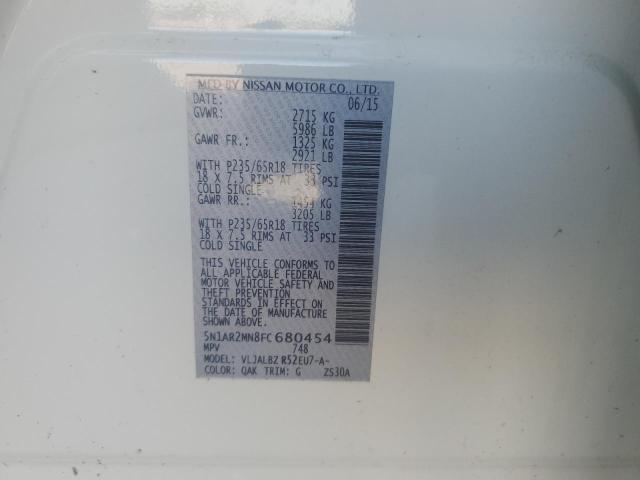 MFD BY NISSAN MOTOR CO., LTD.
DATE: 06/15
GVWR: 2715 KG
5986 LB
GAWR FR.: 1325 KG
2921 LB
WITH P235/65R18 TIRES
18 X 7.5 RIMS AT 33 PSI
COLD SINGLE
GAWR RR.: 1454 KG
3205 LB
WITH P235/65R18 TIRES
18 X 7.5 RIMS AT 33 PSI
COLD SINGLE
THIS VEHICLE CONFORMS TO
ALL APPLICABLE FEDERAL
MOTOR VEHICLE SAFETY AND
THEFT PREVENTION
STANDARDS IN EFFECT ON
THE DATE OF MANUFACTURE
5N1AR2MN8FC680454
MPV 748
MODEL: VLJALBZ R52EU7-A-
COLOR: QAK TRIM: G ZS30A